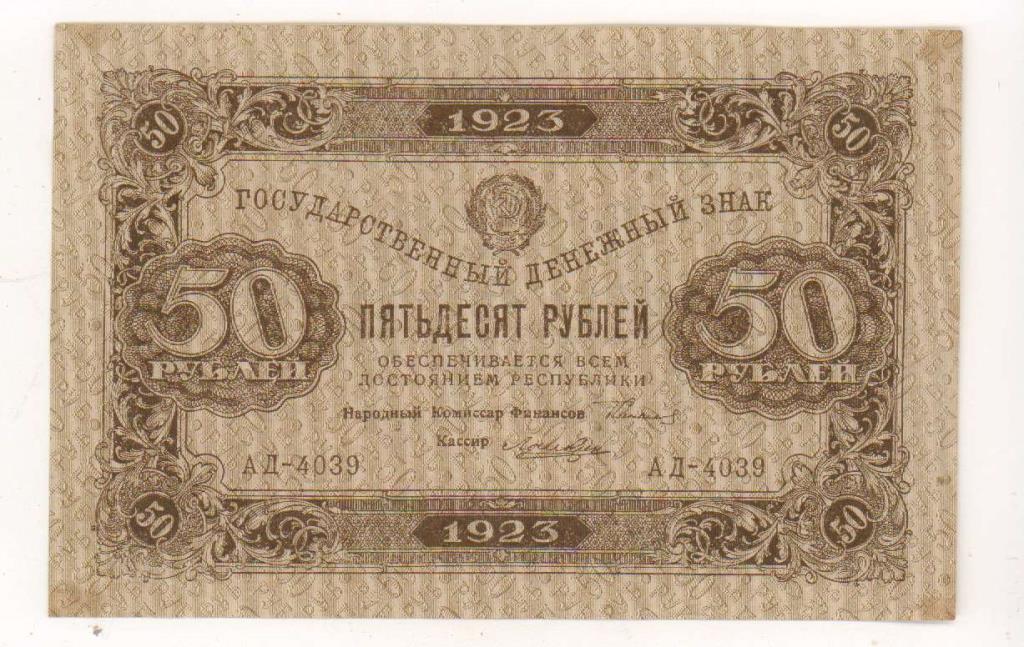 1923
50 50
ГОСУДАРСТВЕННЫЙ ДЕНЕЖНЫЙ ЗНАК
50 РУБЛЕЙ
ПЯТЬДЕСЯТ РУБЛЕЙ
50 РУБЛЕЙ
ОБЕСПЕЧИВАЕТСЯ ВСЕМ
ДОСТОЯНИЕМ РЕСПУБЛИКИ
Народный Комиссар Финансов
Кассир
АД-4039 АД-4039
50 50
1923